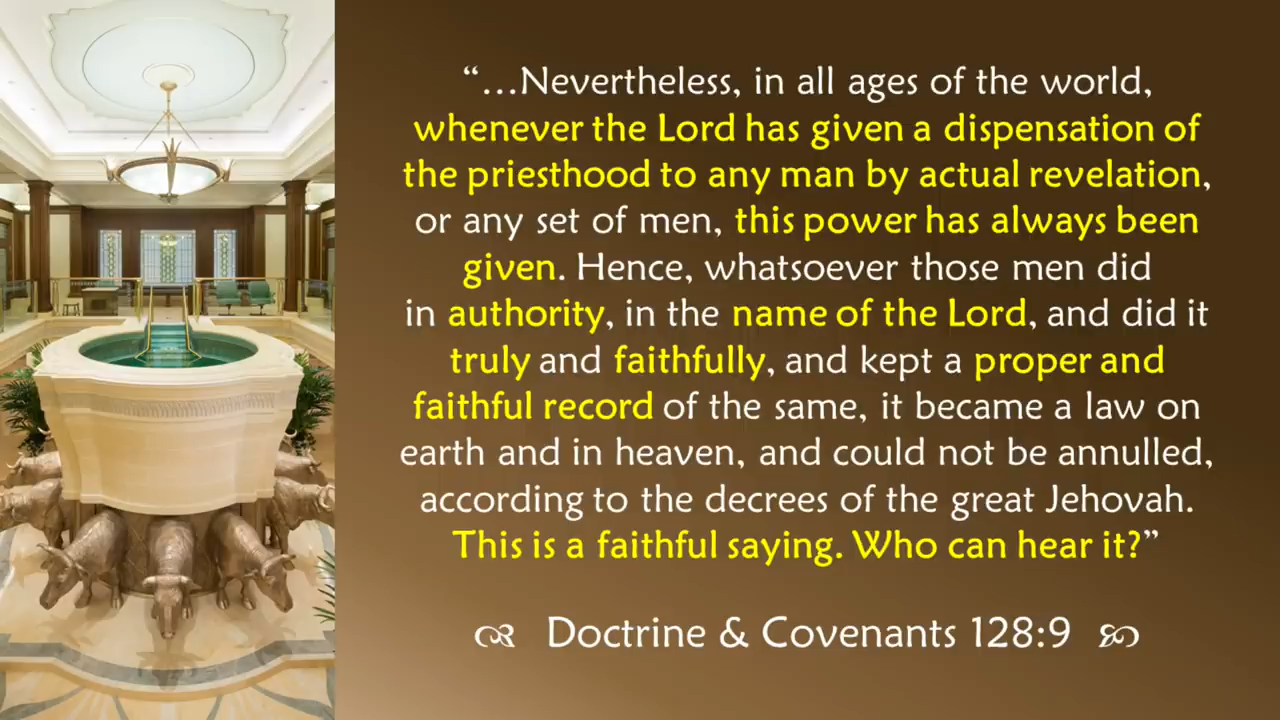 “…Nevertheless, in all ages of the world,
whenever the Lord has given a dispensation of
the priesthood to any man by actual revelation,
or any set of men, this power has always been
given. Hence, whatsoever those men did
in authority, in the name of the Lord, and did it
truly and faithfully, and kept a proper and
faithful record of the same, it became a law on
earth and in heaven, and could not be annulled,
according to the decrees of the great Jehovah.
This is a faithful saying. Who can hear it?”
Doctrine & Covenants 128:9